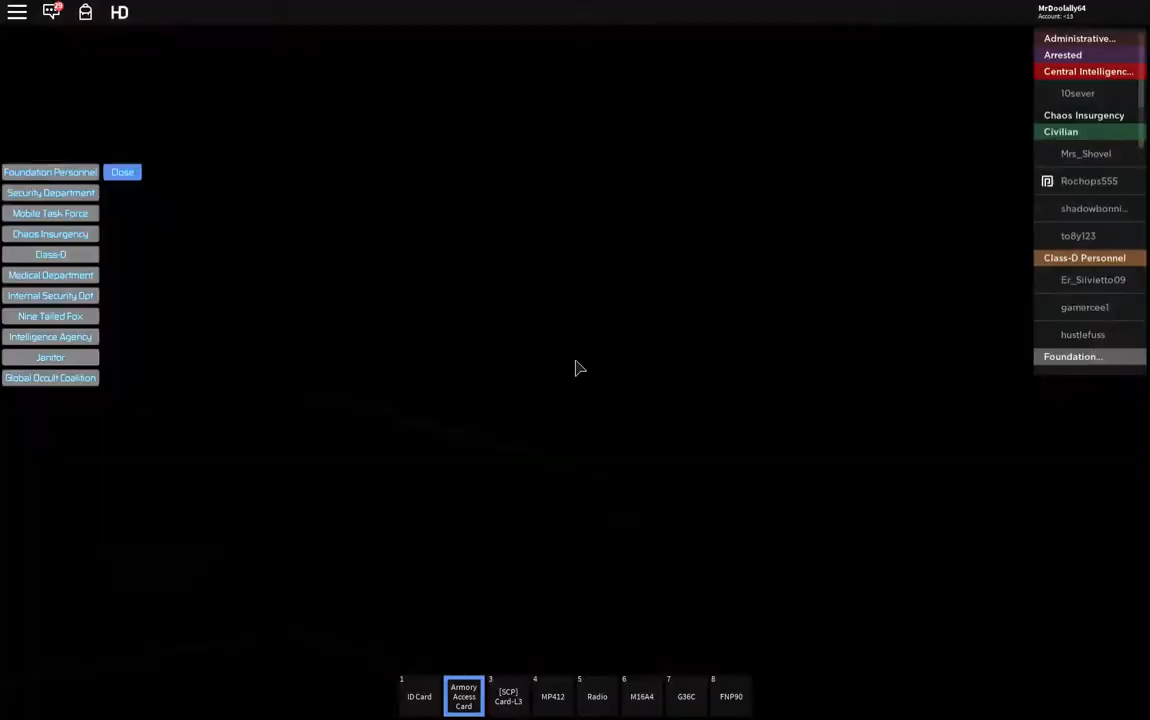 29
HD
MrDoolally64
Account: <13
Administrative...
Arrested
Central Intelligenc...
10sever
Chaos Insurgency
Civilian
Mrs_Shovel
Rochops555
shadowbonni...
to8y123
Class-D Personnel
Er_Silvietto09
gamercee1
hustlefuss
Foundation...
Foundation Personnel
Close
Security Department
Mobile Task Force
Chaos Insurgency
Class-D
Medical Department
Internal Security Dpt
Nine Tailed Fox
Intelligence Agency
Janitor
Global Occult Coalition
1
ID Card
Armory
Access
Card
3
[SCP]
Card-L3
4
MP412
5
Radio
6
M16A4
7
G36C
8
FNP90